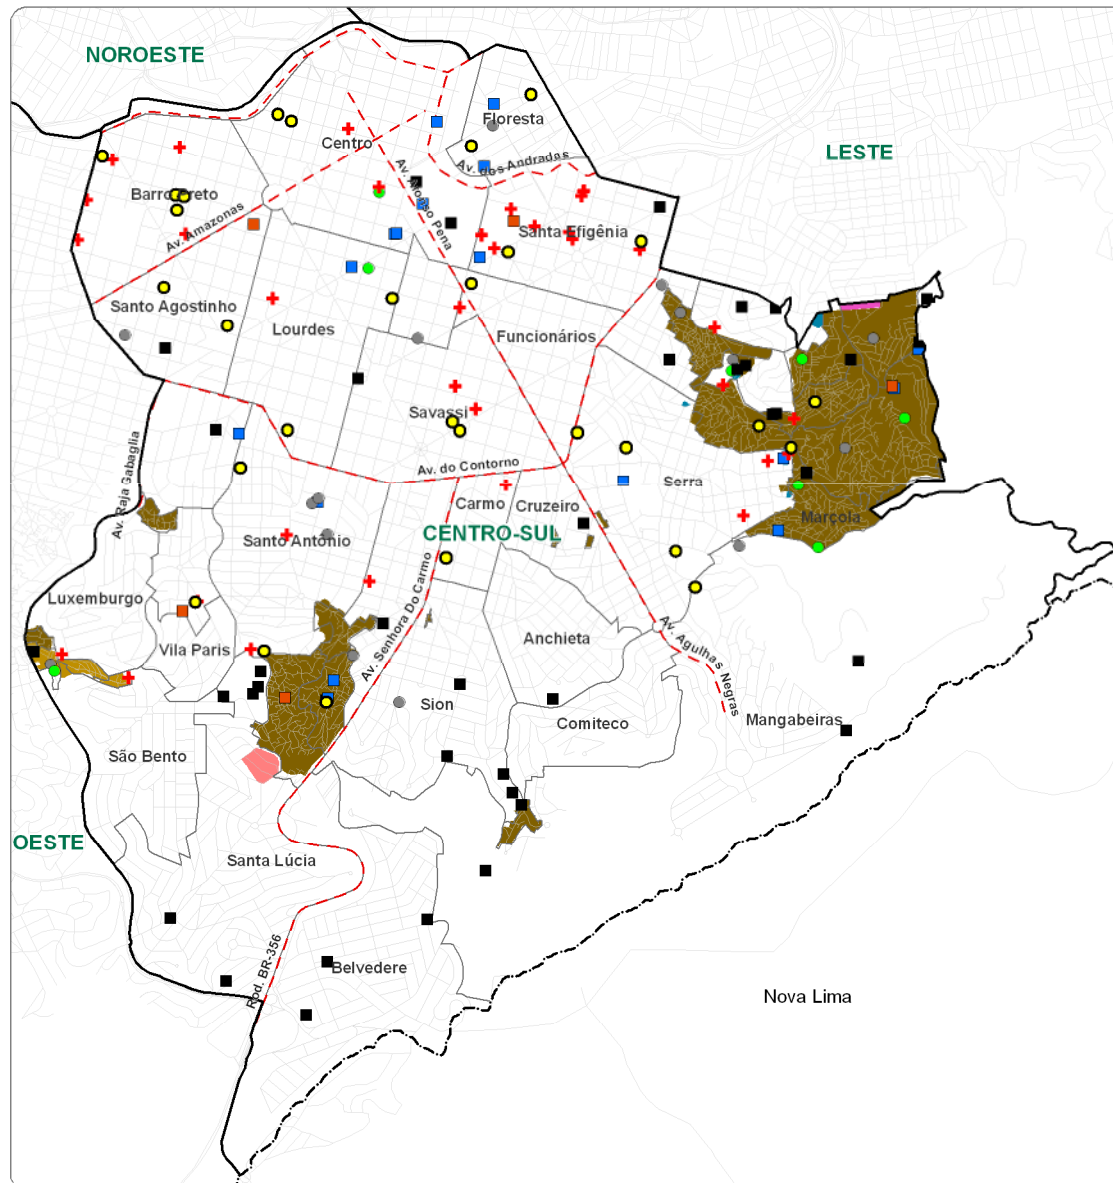 NOROESTE
Floresta
Centro
LESTE
Av. dos Andradas
Av. Afonso Pena
Barro Preto
Av. Amazonas
Santa Efigênia
Santo Agostinho
Lourdes
Funcionários
Savassi
Av. do Contorno
Av. Raja Gabaglia
Serra
Carmo
Cruzeiro
Marçola
CENTRO-SUL
Santo Antônio
Luxemburgo
Av. Senhora Do Carmo
Anchieta
Vila Paris
Av. Agulhas Negras
Sion
Comiteco
Mangabeiras
São Bento
OESTE
Santa Lúcia
Rod. BR-356
Belvedere
Nova Lima